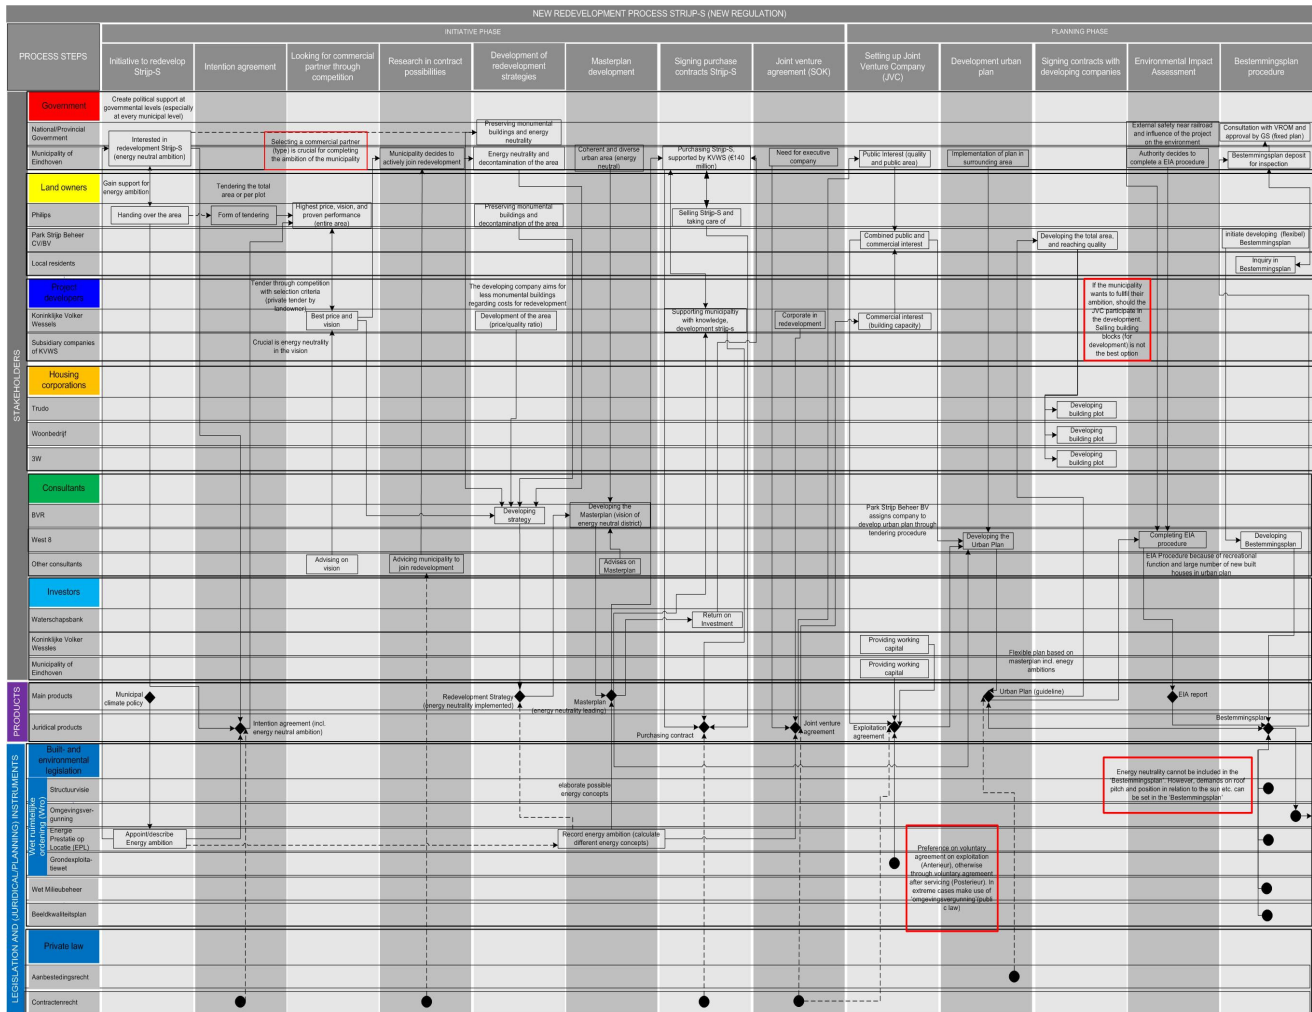 NEW REDEVELOPMENT PROCESS STRIJP-S (NEW REGULATION)
PROCESS STEPS
INITIATIVE PHASE
PLANNING PHASE
Initiative to redevelop
Strijp-S
Intention agreement
Looking for commercial
partner through
competition
Research in contract
possibilities
Development of
redevelopment
strategies
Masterplan development
Signing purchase
contracts Strijp-S
Joint venture
agreement (SOK)
Setting up Joint
Venture Company
(JVC)
Development urban
plan
Signing contracts with
developing companies
Environmental Impact
Assessment
Bestemmingsplan
procedure
STAKEHOLDERS
Government
Create political support at
governmental levels (especially
at every municipal level)
National/Provincial
Government
Preserving monumental
buildings and energy
neutrality
External safety near railroad
and influence of the project
on the environment
Consultation with VROM and
approval by GS (fixed plan)
Municipality of
Eindhoven
Interested in
redevelopment Strijp-S
(energy neutral ambition)
Selecting a commercial partner
(type) is crucial for completing
the ambition of the municipality
Municipality decides to
actively join redevelopment
Energy neutrality and
decontamination of the area
Coherent and diverse
urban area (energy
neutral)
Purchasing Strijp-S,
supported by KVWS (€140
million)
Need for executive
company
Public Interest (quality
and public area)
Implementation of plan in
surrounding area
Authority decides to
complete a EIA procedure
Bestemmingsplan deposit
for inspection
Land owners
Gain support for
energy ambition
Tendering the total
area or per plot
Philips
Handing over the area
Form of tendering
Highest price, vision, and
proven performance
(entire area)
Preserving monumental
buildings and
decontamination of the area
Selling Strijp-S and
taking care of
Park Strijp Beheer
CV/BV
Combined public and
commercial interest
Developing the total area,
and reaching quality
initiate developing (flexibel)
Bestemmingsplan
Local residents
Inquiry in
Bestemmingsplan
Project
developers
Tender through competition
with selection criteria
(private tender by
landowner)
The developing company aims for
less monumental buildings
regarding costs for redevelopment
If the municipality
wants to fullfil their
ambition, should the
JVC participate in
the development.
Selling building
blocks (for
development) is not
the best option
Koninklijke Volker
Wessels
Best price and
vision
Development of the area
(price/quality ratio)
Supporting municipality
with knowledge,
development strijp-s
Corporate in
redevelopment
Commercial interest
(building capacity)
Subsidiary companies
of KVWS
Crucial is energy neutrality
in the vision
Housing
corporations
Trudo
Developing
building plot
Woonbedrijf
Developing
building plot
3W
Developing
building plot
Consultants
BVR
Developing
strategy
Developing the
Masterplan (vision of
energy neutral district)
Park Strijp Beheer BV
assigns company to
develop urban plan through
tendering procedure
West 8
Developing the
Urban Plan
Completing EIA
procedure
Developing
Bestemmingsplan
Other consultants
Advising on
vision
Advicing municipality to
join redevelopment
Advises on
Masterplan
EIA Procedure because of recreational
function and large number of new built
houses in urban plan
Investors
Waterschapsbank
Return on
Investment
Koninklijke Volker
Wessles
Providing working
capital
Municipality of
Eindhoven
Providing working
capital
Flexible plan based on
masterplan incl. energy
ambitions
PRODUCTS
Main products
Municipal
climate policy
Redevelopment Strategy
(energy neutrality implemented)
Masterplan
(energy neutrality leading)
Urban Plan (guideline)
EIA report
Juridical products
Intention agreement (incl.
energy neutral ambition)
Purchasing contract
Joint venture
agreement
Exploitation
agreement
Bestemmingsplan
LEGISLATION AND (JURIDICAL/PLANNING) INSTRUMENTS
Built- and
environmental
legislation
Wet ruimtelijke
ordening (Wro)
Structuurvisie
elaborate possible
energy concepts
Energy neutrality cannot be included in the
'Bestemmingsplan'. However, demands on roof
pitch and position in relation to the sun etc. can
be set in the 'Bestemmingsplan'
Omgevingsver-
gunning
Energie
Prestatie op
Locatie (EPL)
Appoint/describe
Energy ambition
Record energy ambition (calculate
different energy concepts)
Grondexploita-
tiewet
Preference on voluntary
agreement on exploitation
(Anterieur), otherwise
through voluntary agreement
after servicing (Posterieur). In
extreme cases make use of
'omgevingsvergunning'(publi
c law)
Wet Milieubeheer
Beeldkwaliteitsplan
Private law
Aanbestedingsrecht
Contractenrecht